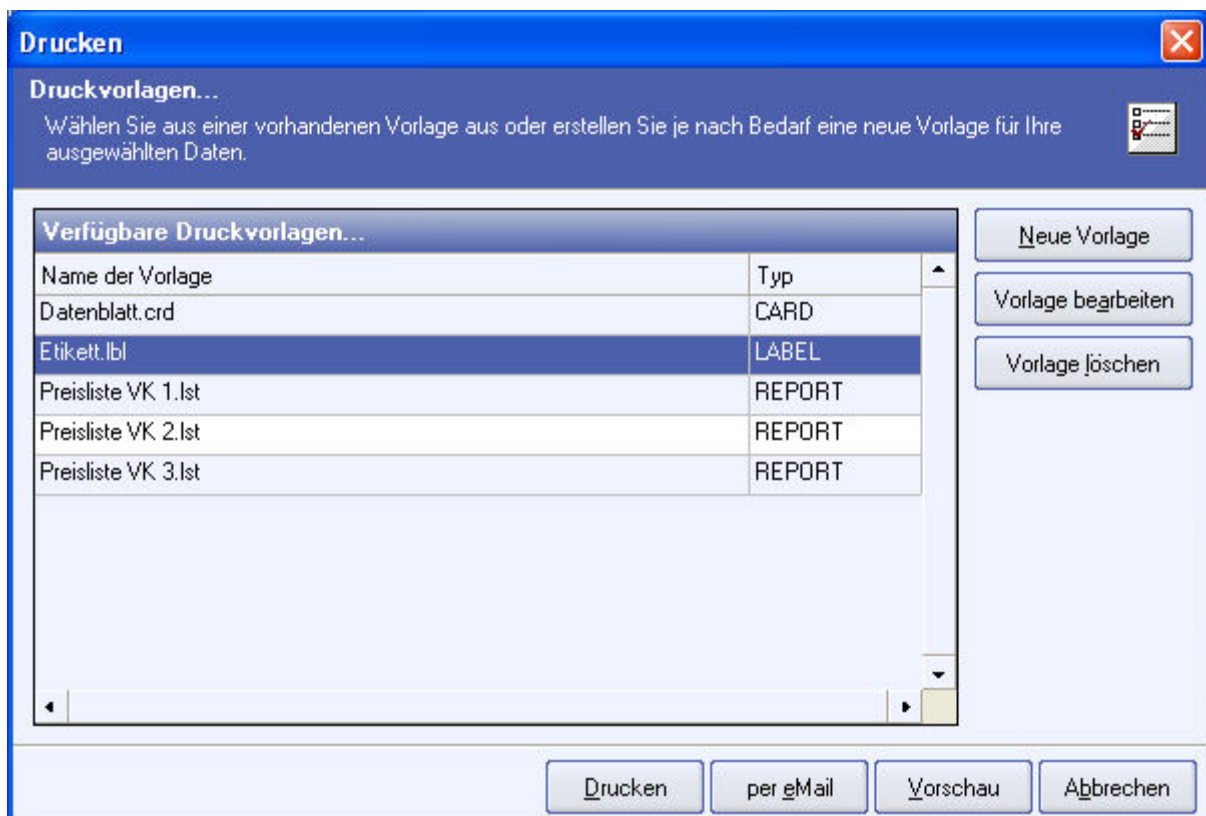 Drucken
Druckvorlagen...
Wählen Sie aus einer vorhandenen Vorlage aus oder erstellen Sie je nach Bedarf eine neue Vorlage für Ihre
ausgewählten Daten.
Verfügbare Druckvorlagen...
Name der Vorlage Typ
Datenblatt.crd CARD
Etikett.lbl LABEL
Preisliste VK 1.lst REPORT
Preisliste VK 2.lst REPORT
Preisliste VK 3.lst REPORT
Neue Vorlage
Vorlage bearbeiten
Vorlage löschen
Drucken per eMail Vorschau Abbrechen